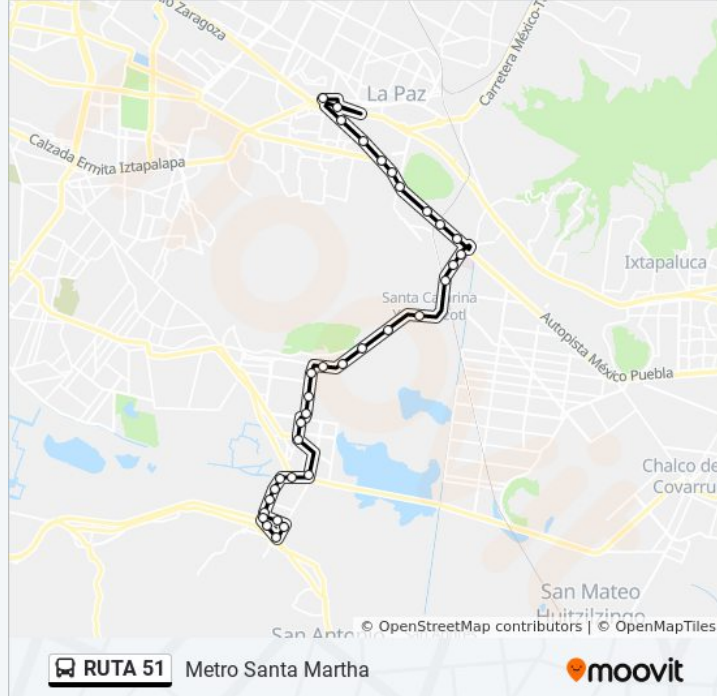 Zaragoza
Carretera México-T
La Paz
Calzada Ermita Iztapalapa
Ixtapaluca
Santa Catarina
Autopista México Puebla
Chalco de
Covarru
San Mateo
Huitzilzingo
San Antonio
© OpenStreetMap contributors | © OpenMapTiles
RUTA 51
Metro Santa Martha
moovit